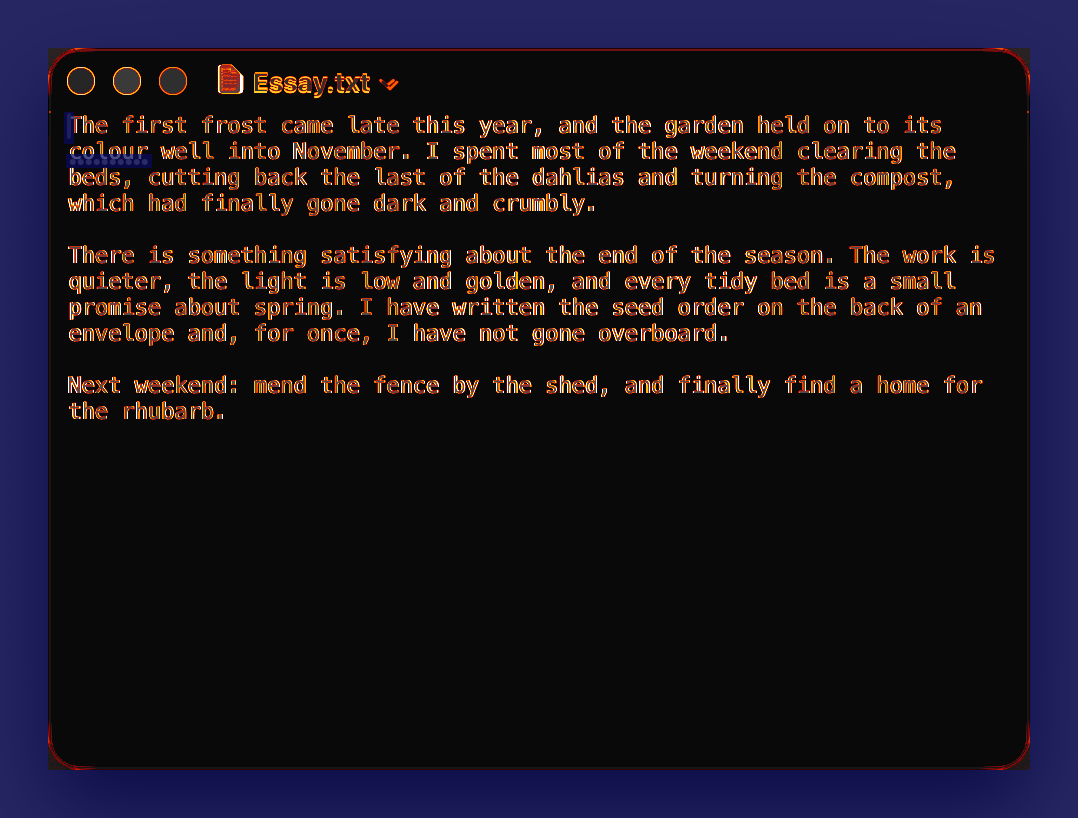 Essay.txt
The first frost came late this year, and the garden held on to its
colour well into November. I spent most of the weekend clearing the
beds, cutting back the last of the dahlias and turning the compost,
which had finally gone dark and crumbly.
There is something satisfying about the end of the season. The work is
quieter, the light is low and golden, and every tidy bed is a small
promise about spring. I have written the seed order on the back of an
envelope and, for once, I have not gone overboard.
Next weekend: mend the fence by the shed, and finally find a home for
the rhubarb.